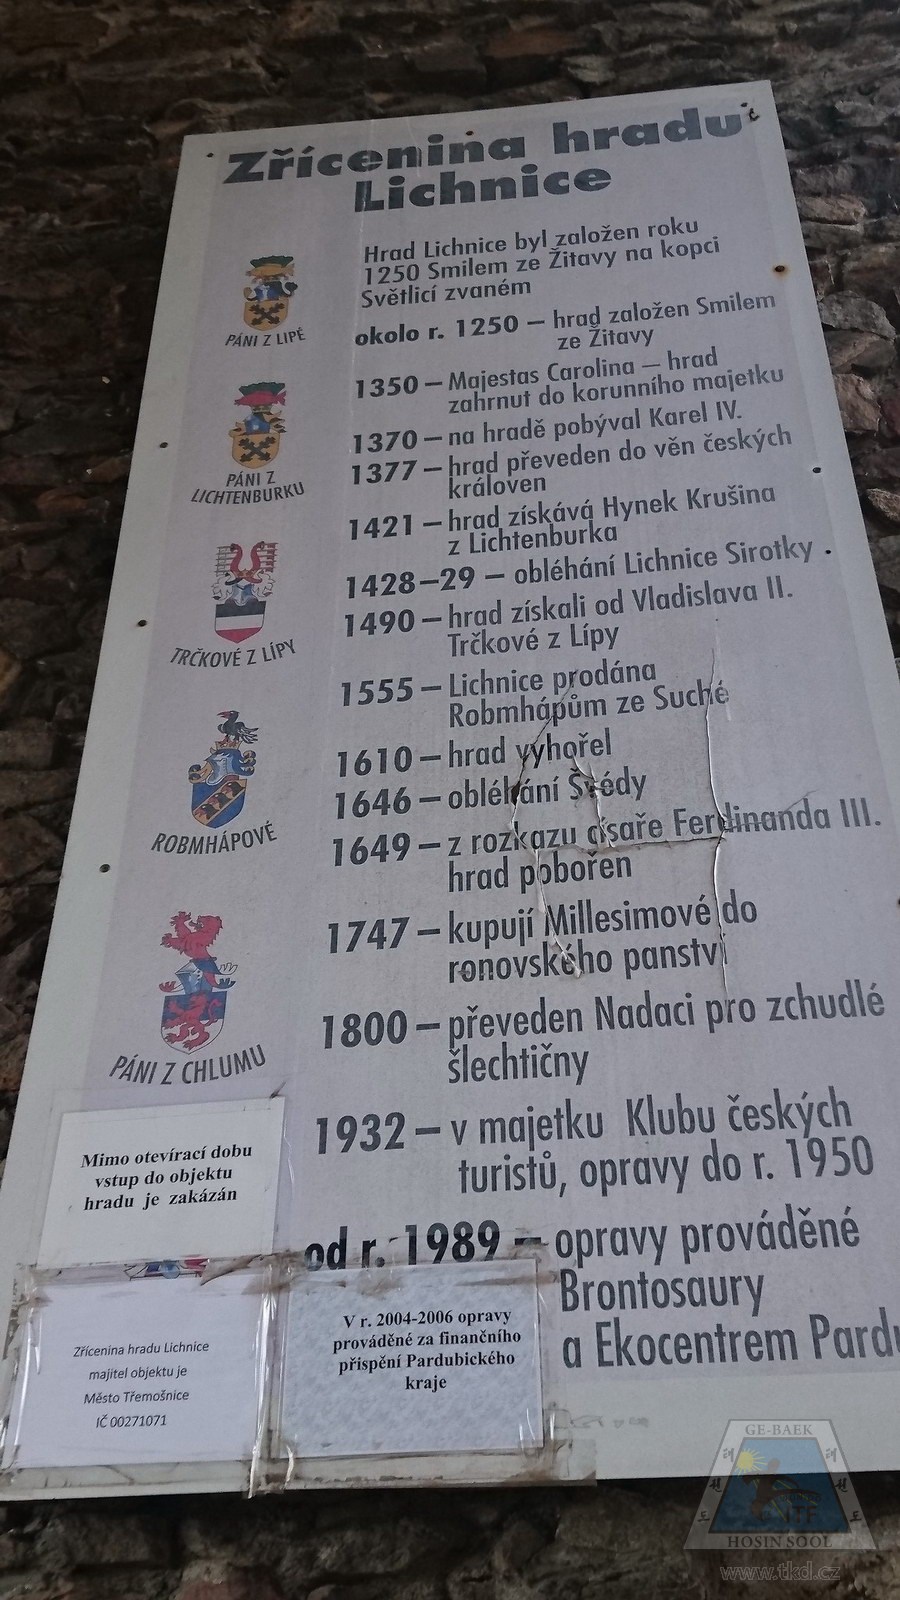 Zřícenina hradu
Lichnice
Hrad Lichnice byl založen roku
1250 Smilem ze Žitavy na kopci
Světlicí zvaném
PÁNI Z LIPÉ
okolo r. 1250 – hrad založen Smilem
ze Žitavy
1350 – Majestas Carolina – hrad
zahrnut do korunního majetku
1370 – na hradě pobýval Karel IV.
PÁNI Z
LICHTENBURKU
1377 – hrad převeden do věn českých
královen
1421 – hrad získává Hynek Krušina
z Lichtenburka
1428–29 – obléhání Lichnice Sirotky
1490 – hrad získali od Vladislava II.
Trčkové z Lípy
TRČKOVÉ Z LÍPY
1555 – Lichnice prodána
Robmhápům ze Suché
1610 – hrad vyhořel
1646 – obléhání Švédy
ROBMHÁPOVÉ
1649 – z rozkazu císaře Ferdinanda III.
hrad pobořen
1747 – kupují Millesimové do
ronovského panství
1800 – převeden Nadaci pro zchudlé
šlechtičny
PÁNI Z CHLUMU
1932 – v majetku Klubu českých
turistů, opravy do r. 1950
Mimo otevírací dobu
vstup do objektu
hradu je zakázán
od r. 1989 – opravy prováděné
Brontosaury
a Ekocentrem Pardu
Zřícenina hradu Lichnice
majitel objektu je
Město Třemošnice
IČ 00271071
V r. 2004-2006 opravy
prováděné za finančního
přispění Pardubického
kraje
GE-BAEK
ITF
HOSIN SOOL
www.tkd.cz